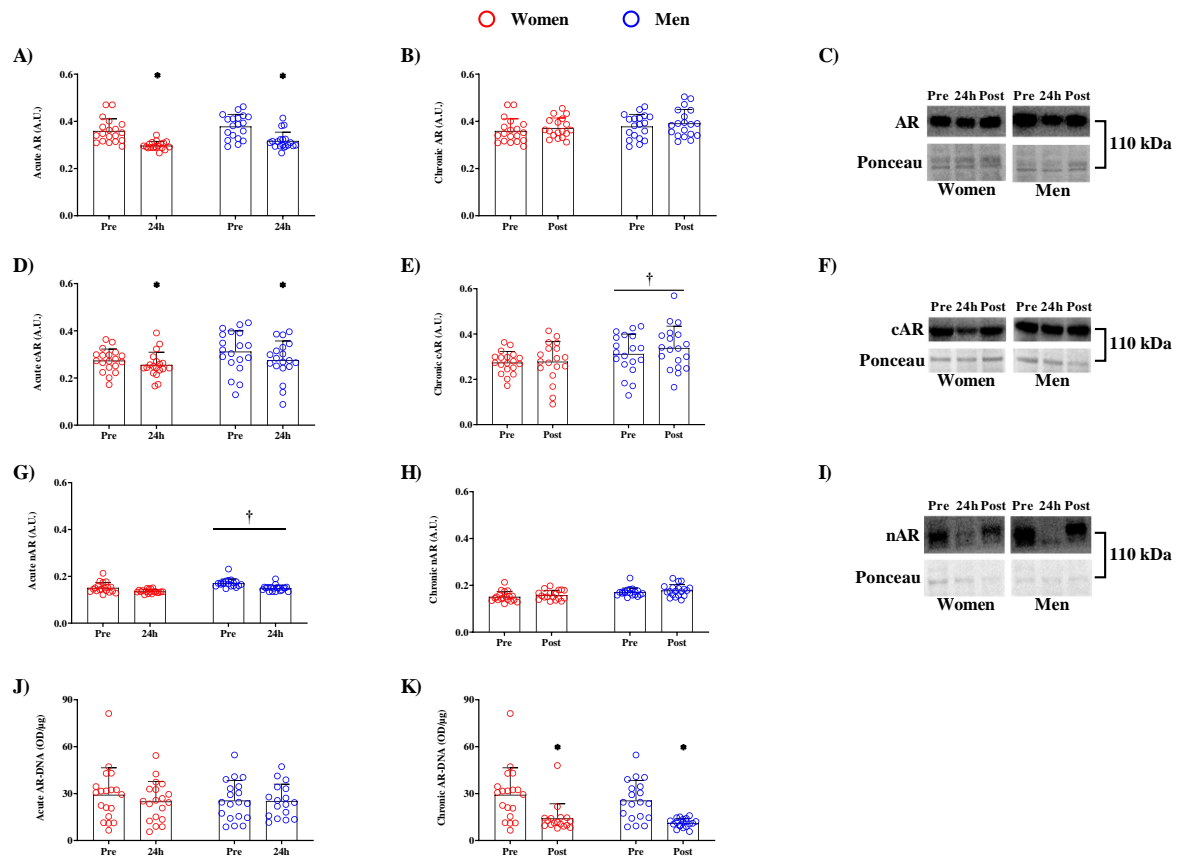 Women Men
A)
*
*
0.6
0.4
0.2
0.0
Acute AR (A.U.)
Pre 24h Pre 24h
B)
0.6
0.4
0.2
0.0
Chronic AR (A.U.)
Pre Post Pre Post
C)
Pre 24h Post Pre 24h Post
AR
110 kDa
Ponceau
Women Men
D)
*
*
0.6
0.4
0.2
0.0
Acute cAR (A.U.)
Pre 24h Pre 24h
E)
†
0.6
0.4
0.2
0.0
Chronic cAR (A.U.)
Pre Post Pre Post
F)
Pre 24h Post Pre 24h Post
cAR
110 kDa
Ponceau
Women Men
G)
†
0.6
0.4
0.2
0.0
Acute nAR (A.U.)
Pre 24h Pre 24h
H)
0.6
0.4
0.2
0.0
Chronic nAR (A.U.)
Pre Post Pre Post
I)
Pre 24h Post Pre 24h Post
nAR
110 kDa
Ponceau
Women Men
J)
90
60
30
0
Acute AR-DNA (OD/µg)
Pre 24h Pre 24h
K)
*
*
90
60
30
0
Chronic AR-DNA (OD/µg)
Pre Post Pre Post